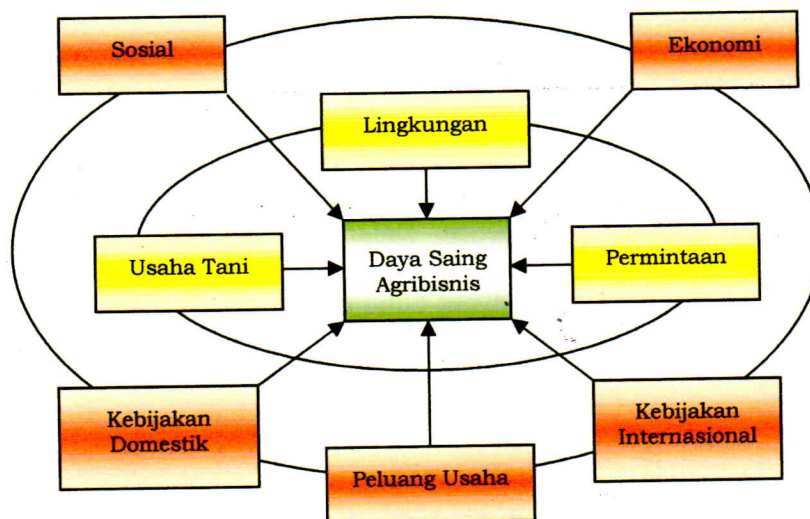 Sosial
Ekonomi
Lingkungan
Usaha Tani
Daya Saing
Agribisnis
Permintaan
Kebijakan
Domestik
Peluang Usaha
Kebijakan
Internasional